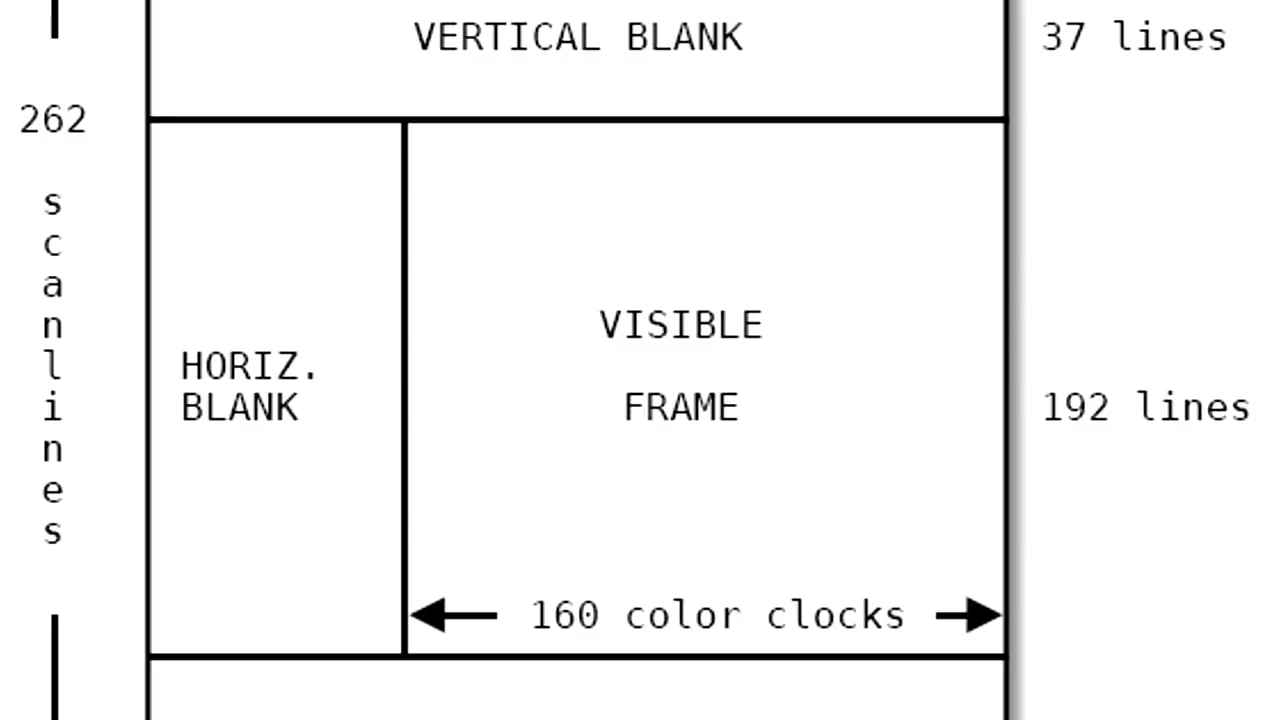 VERTICAL BLANK
37 lines
262
s
c
a
n
l
i
n
e
s
VISIBLE
FRAME
HORIZ.
BLANK
192 lines
160 color clocks